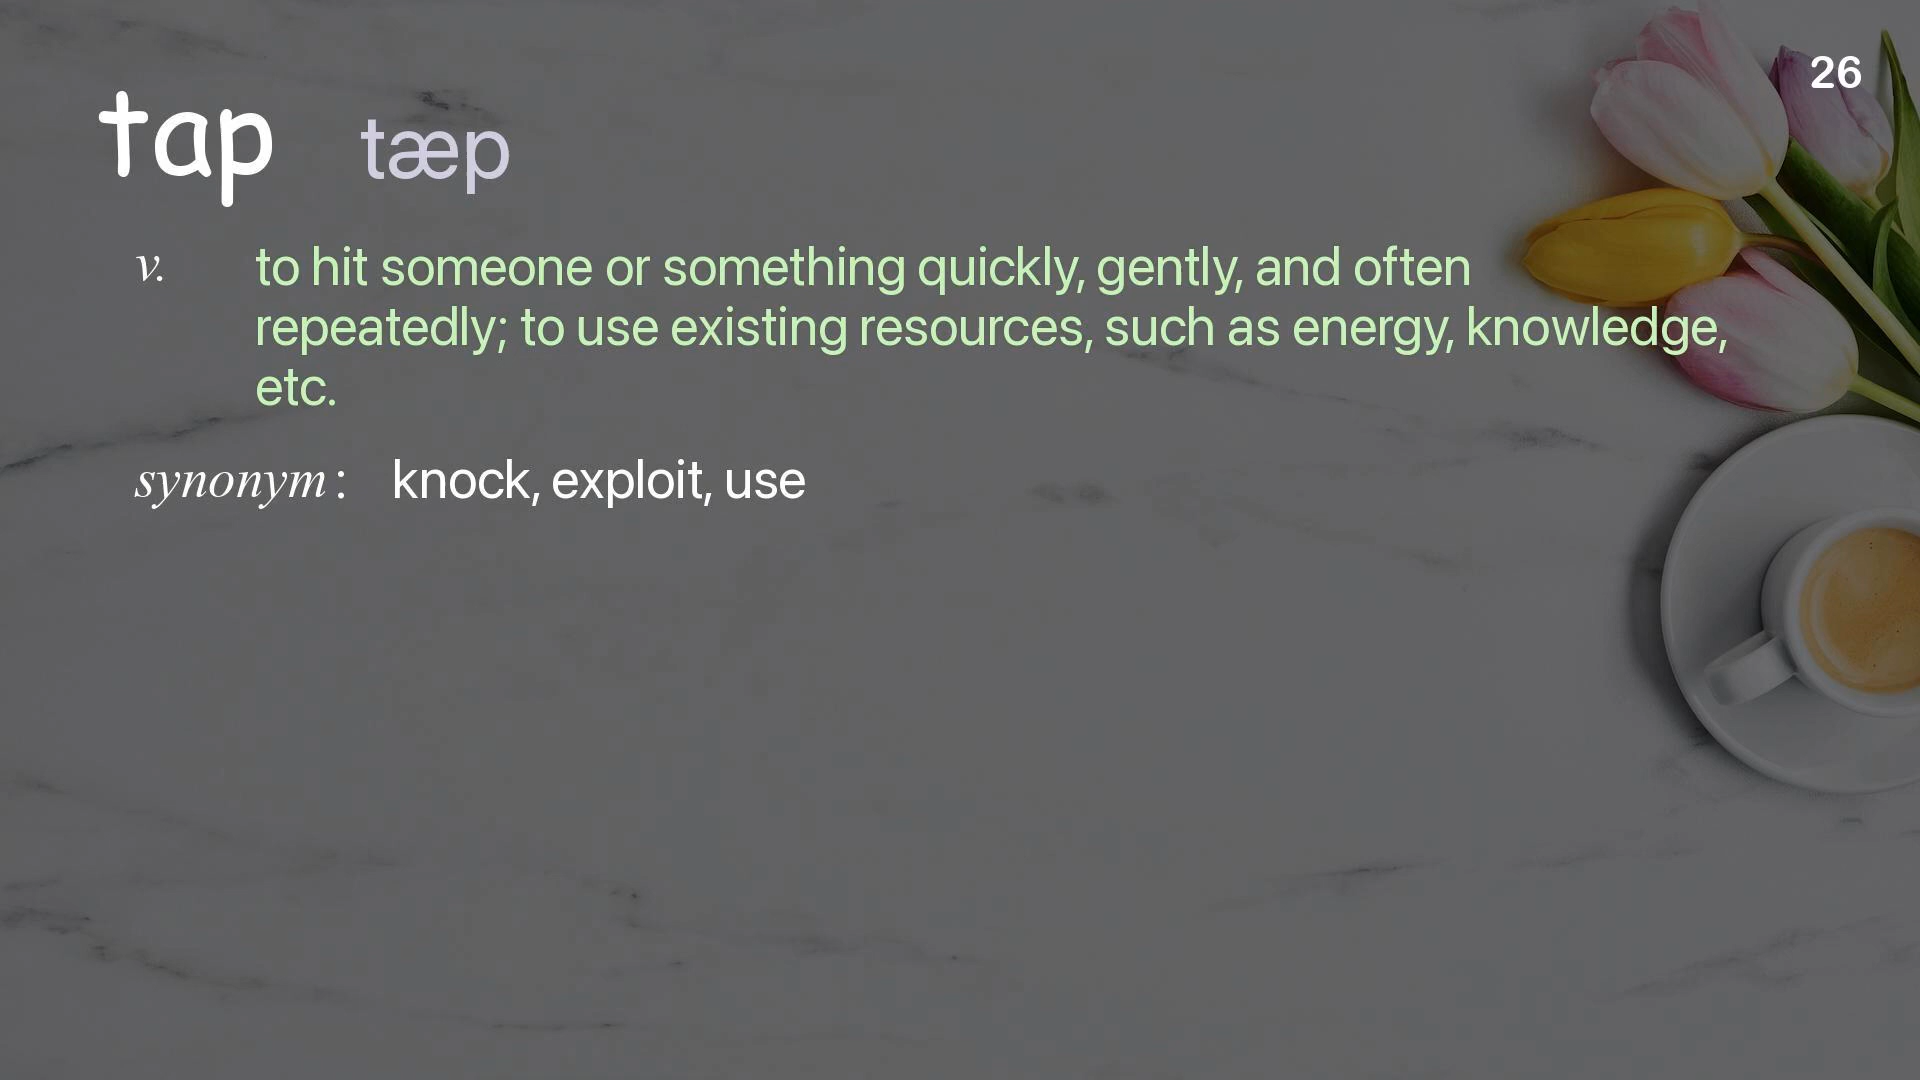 26
tap tæp
v. to hit someone or something quickly, gently, and often
repeatedly; to use existing resources, such as energy, knowledge,
etc.
synonym : knock, exploit, use